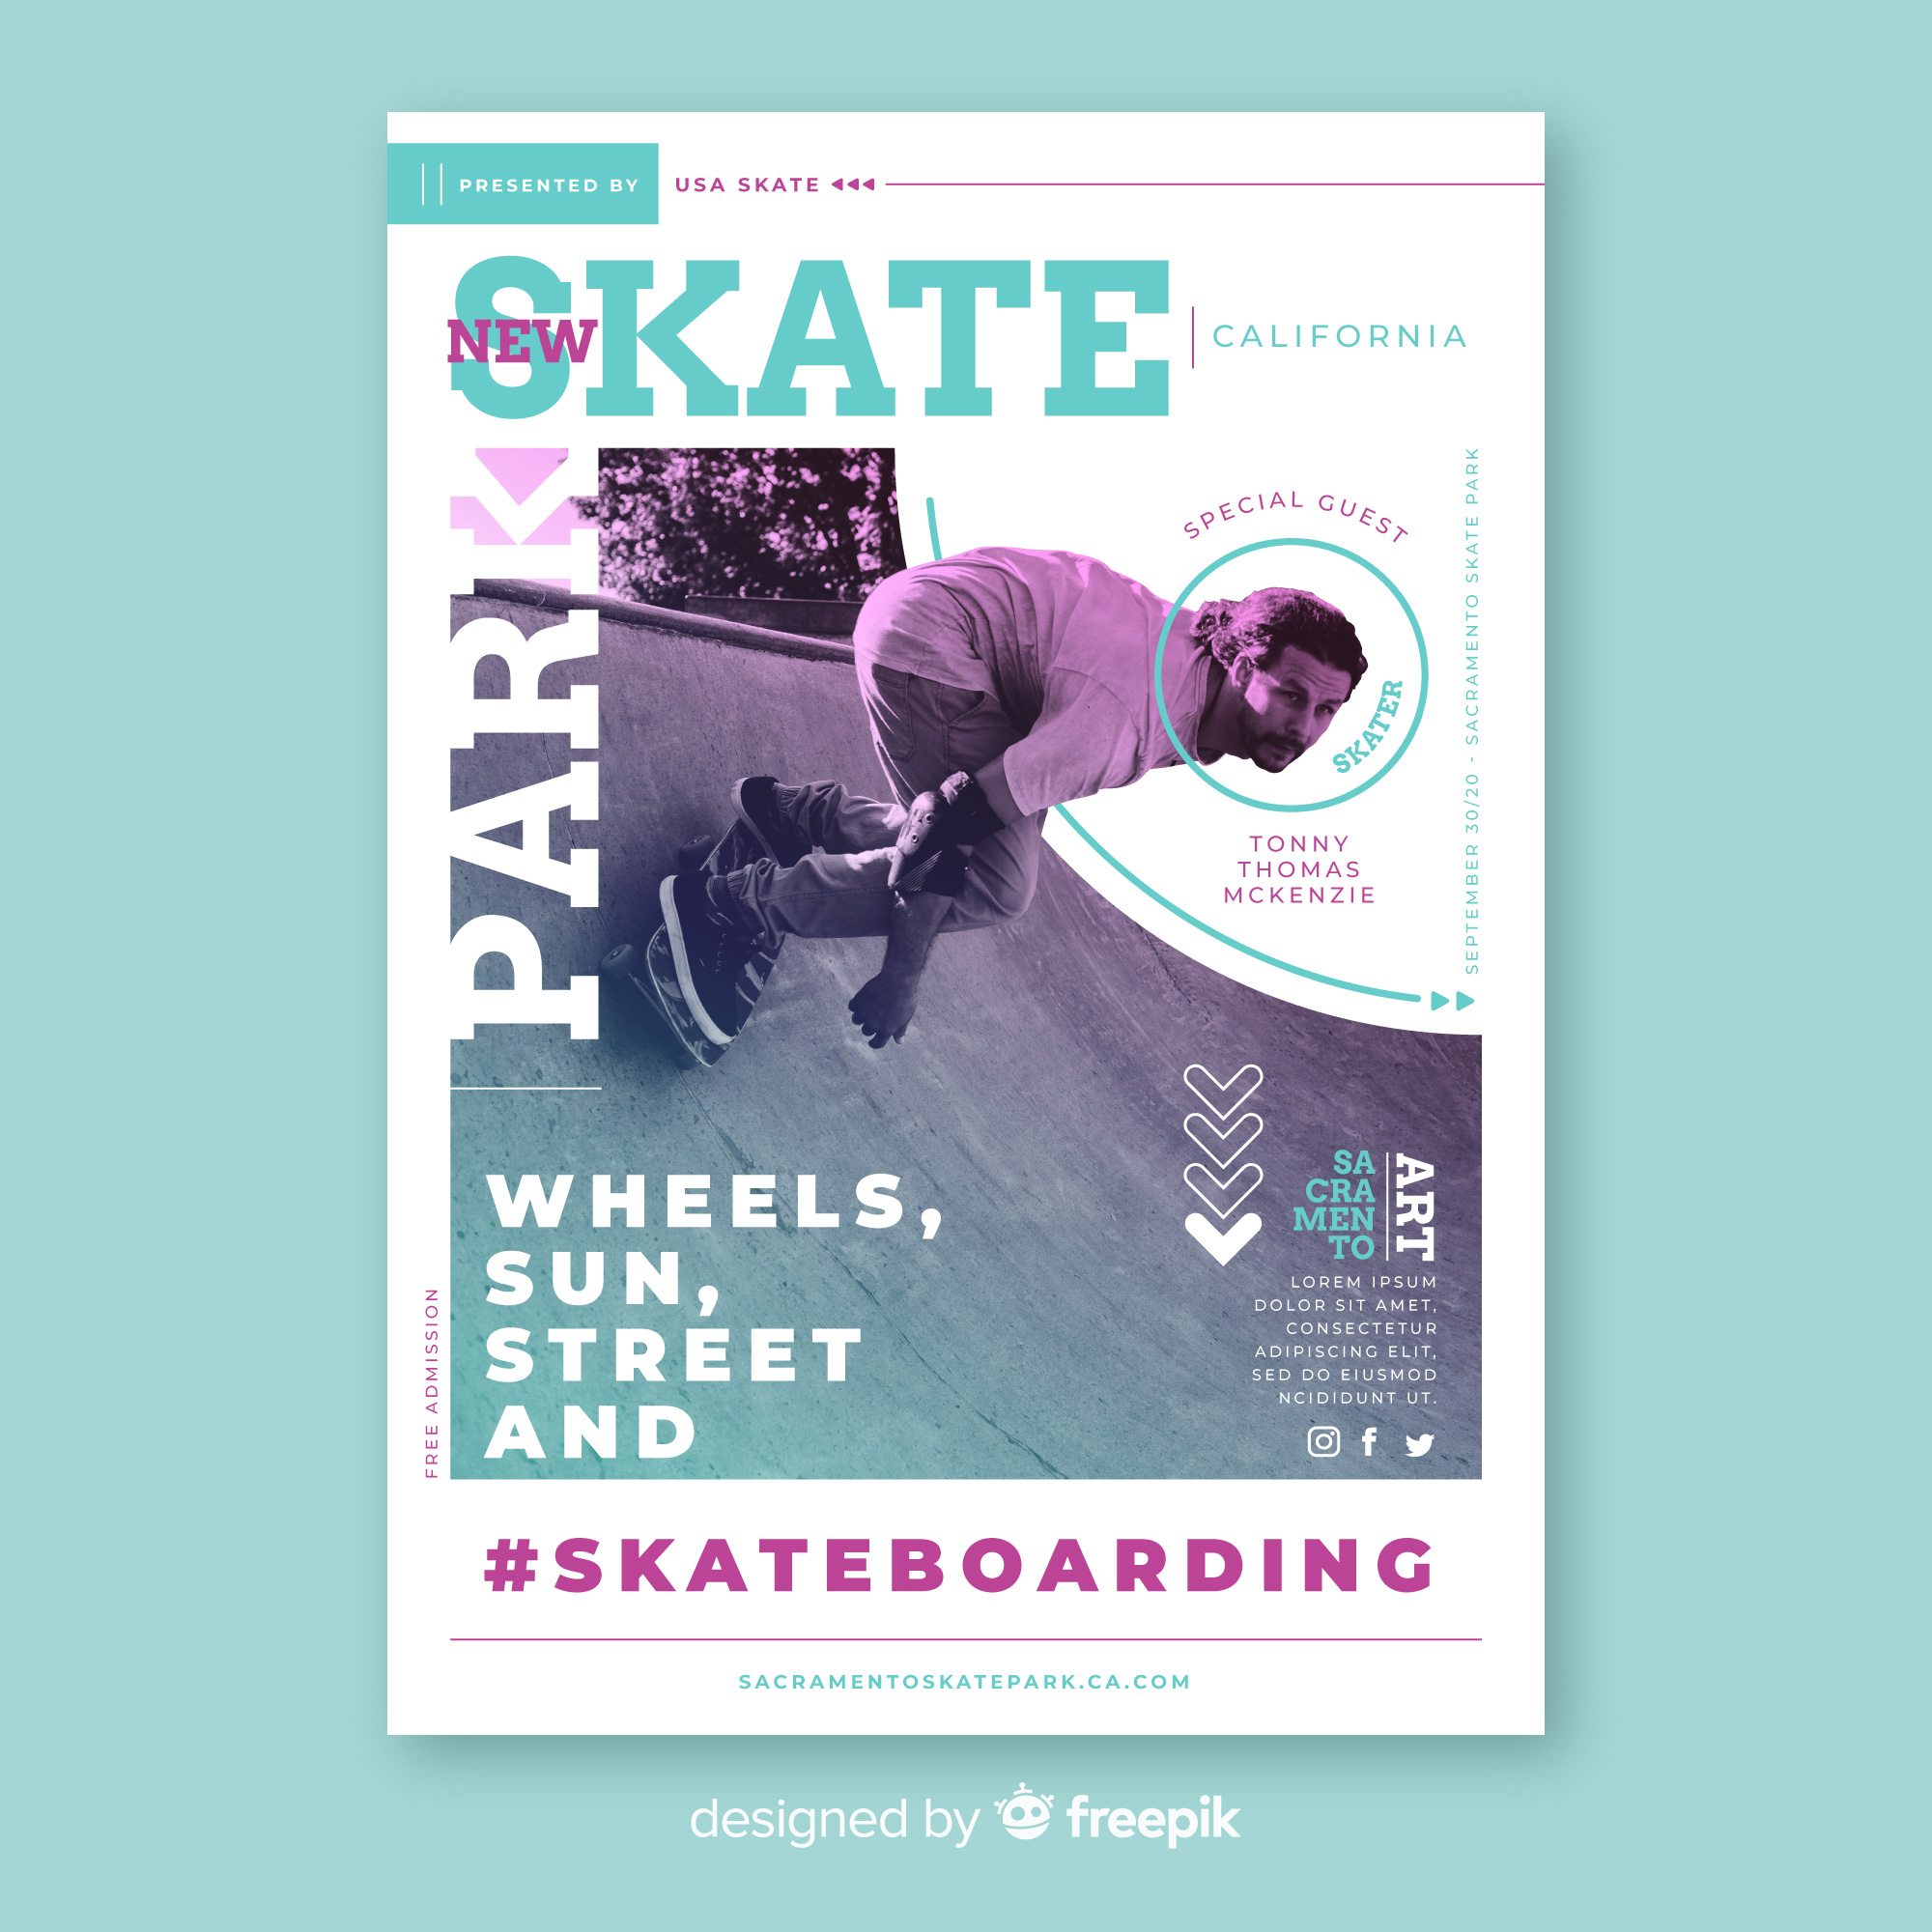 PRESENTED BY
USA SKATE
SKATE
NEW
CALIFORNIA
PARK
SPECIAL GUEST
SKATER
TONNY
THOMAS
MCKENZIE
SEPTEMBER 30/20 - SACRAMENTO SKATE PARK
SA
CRA
MEN
TO
ART
LOREM IPSUM
DOLOR SIT AMET,
CONSECTETUR
ADIPISCING ELIT,
SED DO EIUSMOD
NCIDIDUNT UT.
WHEELS,
SUN,
STREET
AND
FREE ADMISSION
#SKATEBOARDING
SACRAMENTOSKATEPARK.CA.COM
designed by freepik